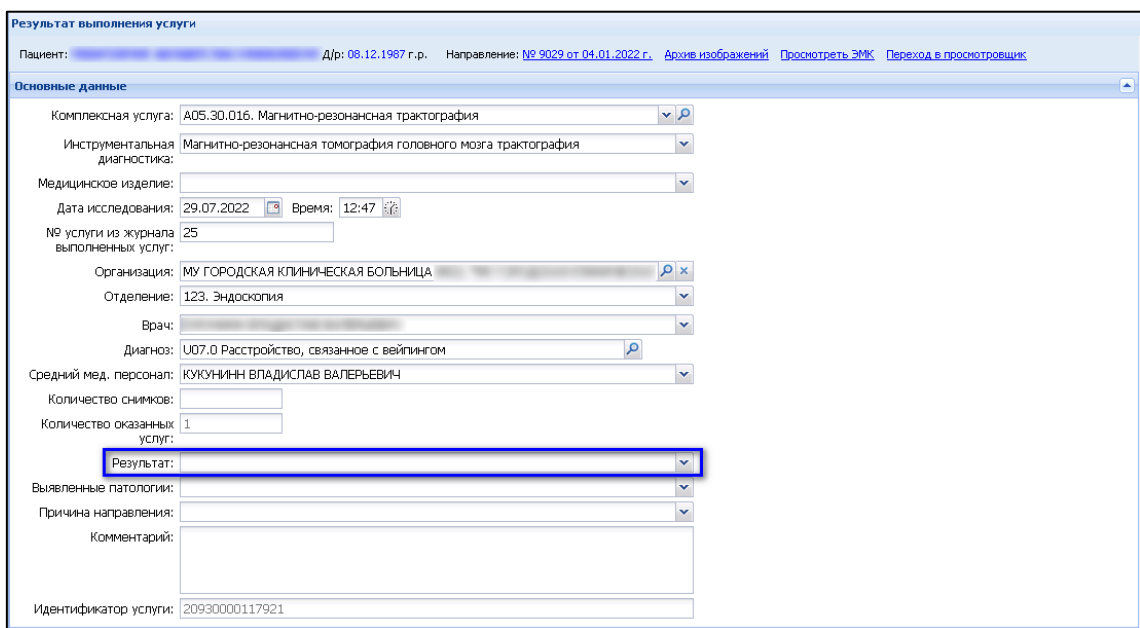 Результат выполнения услуги
Пациент: Д/р: 08.12.1987 г.р. Направление: № 9029 от 04.01.2022 г. Архив изображений Просмотреть ЭМК Переход в просмотровщик
Основные данные
Комплексная услуга: A05.30.016. Магнитно-резонансная трактография
Инструментальная диагностика: Магнитно-резонансная томография головного мозга трактография
Медицинское изделие:
Дата исследования: 29.07.2022 Время: 12:47
№ услуги из журнала выполненных услуг: 25
Организация: МУ ГОРОДСКАЯ КЛИНИЧЕСКАЯ БОЛЬНИЦА
Отделение: 123. Эндоскопия
Врач:
Диагноз: U07.0 Расстройство, связанное с вейпингом
Средний мед. персонал: КУКУНИНН ВЛАДИСЛАВ ВАЛЕРЬЕВИЧ
Количество снимков:
Количество оказанных услуг: 1
Результат:
Выявленные патологии:
Причина направления:
Комментарий:
Идентификатор услуги: 20930000117921